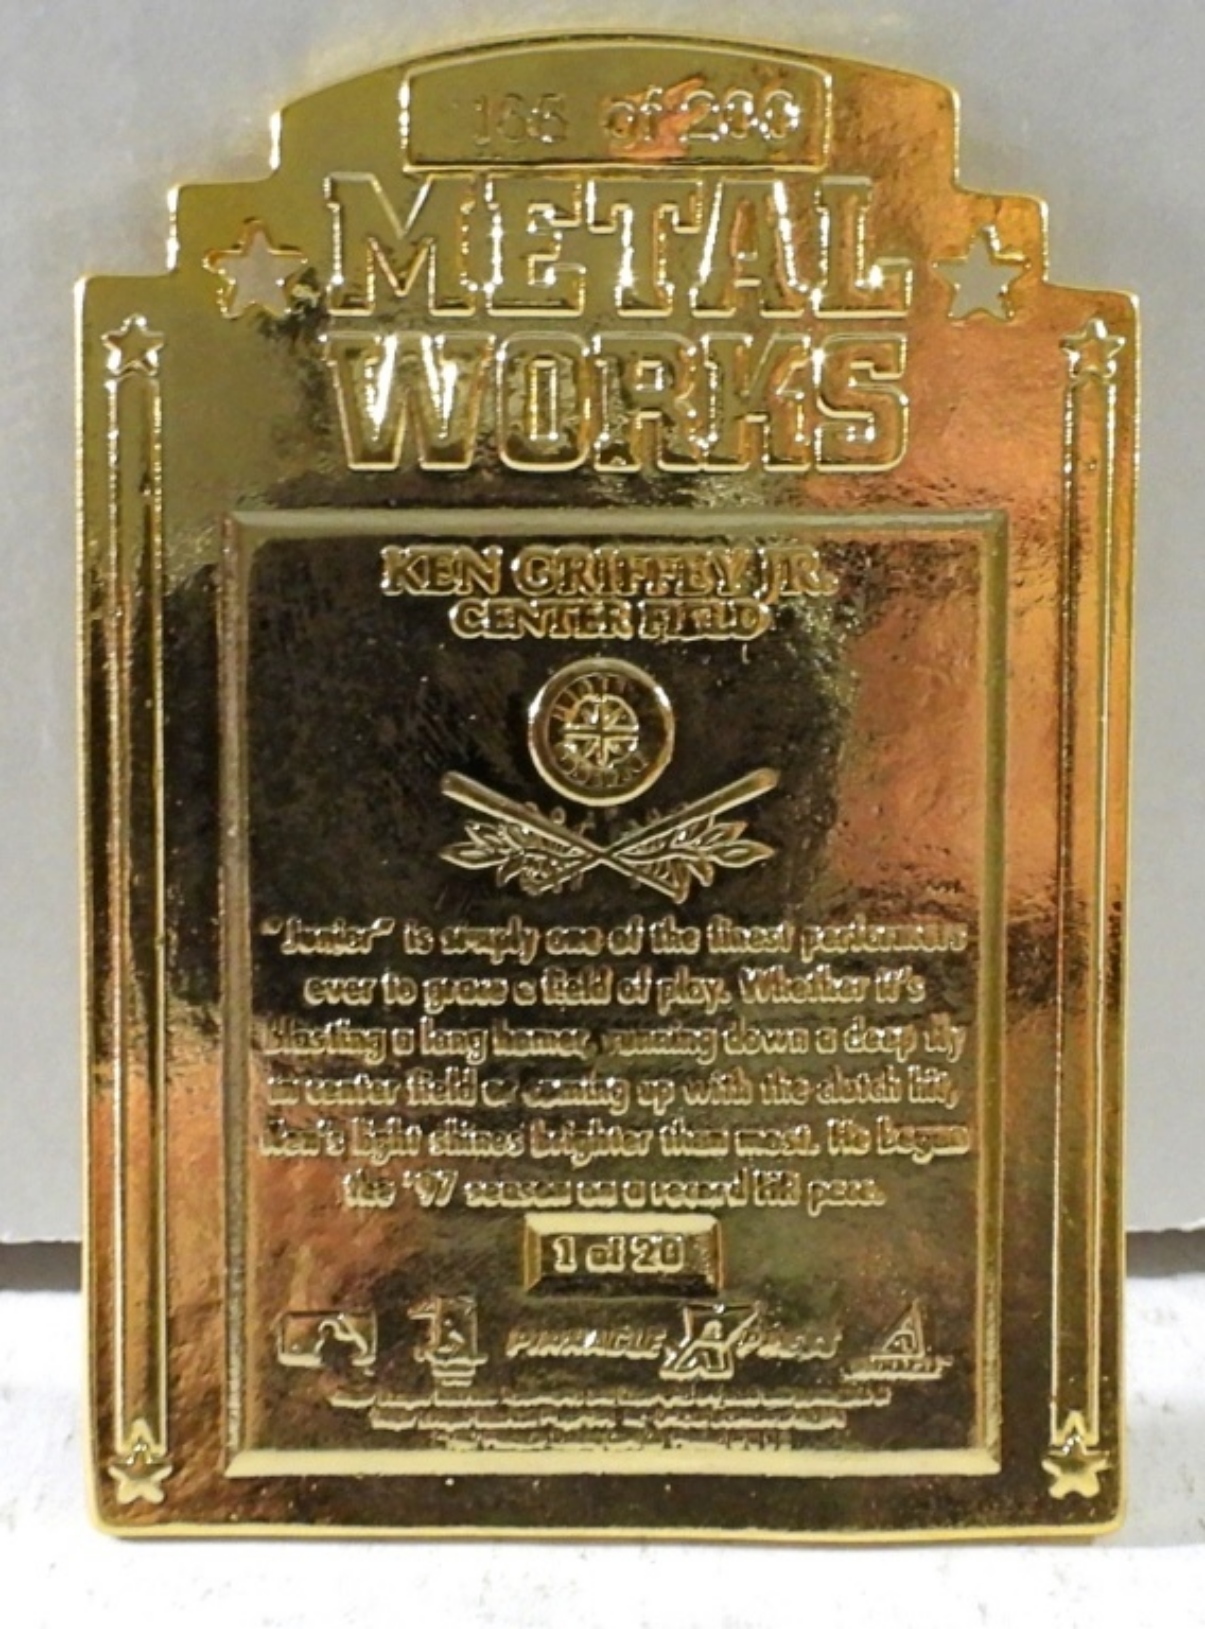 of 200
METAL
WORKS
KEN GRIFFEY JR.
CENTER FIELD
"Junior" is simply one of the finest performers
ever to grace a field of play. Whether it's
blasting a long homer, running down a deep fly
in center field or coming up with the clutch hit,
Ken's light shines brighter than most. He began
the '97 season on a record HR pace.
1 of 20
PINNACLE X PRESS
PINNACLE